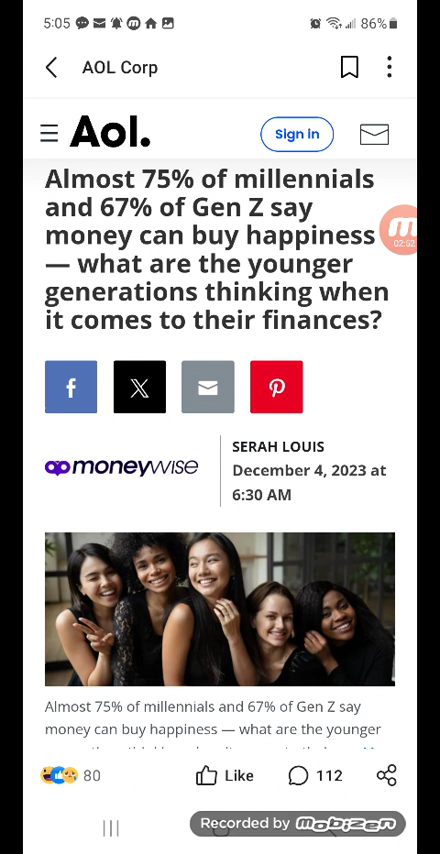 5:05
86%
AOL Corp
Aol.
Sign in
Almost 75% of millennials
and 67% of Gen Z say
money can buy happiness
02:52
— what are the younger
generations thinking when
it comes to their finances?
moneywise
SERAH LOUIS
December 4, 2023 at
6:30 AM
Almost 75% of millennials and 67% of Gen Z say
money can buy happiness — what are the younger
80
Like
112
Recorded by mobizen